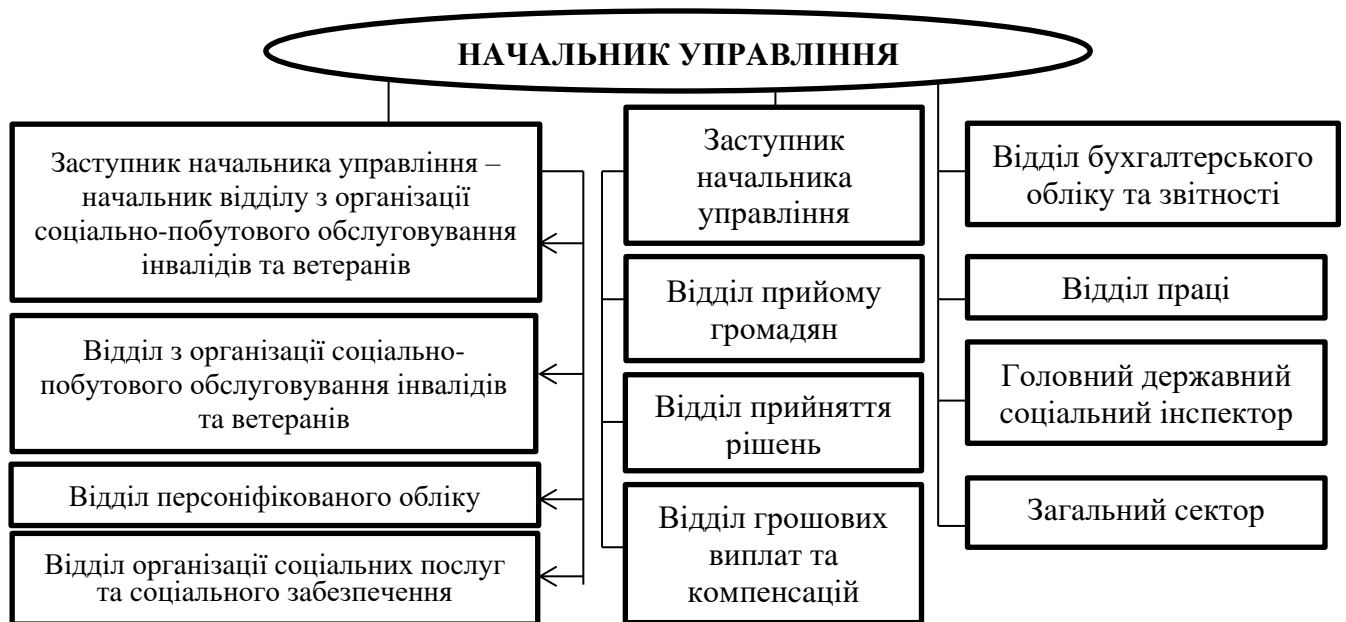 НАЧАЛЬНИК УПРАВЛІННЯ
Заступник начальника управління –
начальник відділу з організації
соціально-побутового обслуговування
інвалідів та ветеранів
Відділ з організації соціально-
побутового обслуговування інвалідів
та ветеранів
Відділ персоніфікованого обліку
Відділ організації соціальних послуг
та соціального забезпечення
Заступник
начальника
управління
Відділ прийому
громадян
Відділ прийняття
рішень
Відділ грошових
виплат та
компенсацій
Відділ бухгалтерського
обліку та звітності
Відділ праці
Головний державний
соціальний інспектор
Загальний сектор